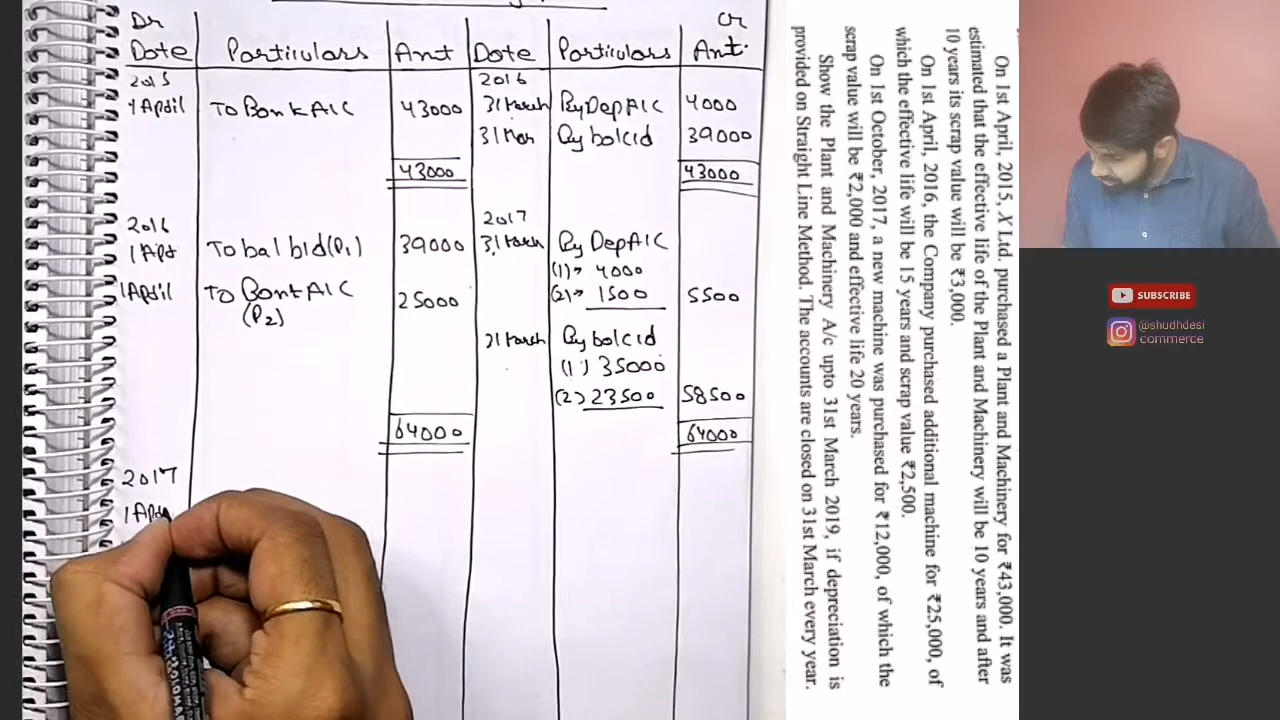 Dr
Cr
Date Particulars Amt Date Particulars Amt.
2015 2016
1 April To Bank A/C 43000 31 March By Dep A/C 4000
31 Mar By bal c/d 39000
43000 43000
2016 2017
1 Apr To bal b/d (P1) 39000 31 March By Dep A/C
(1) → 4000
1 April To Bank A/C 25000 (2) → 1500 5500
(P2)
31 March By bal c/d
(1) 35000
(2) 23500 58500
64000 64000
2017
1 Apr
On 1st April, 2015, X Ltd. purchased a Plant and Machinery for ₹43,000. It was
estimated that the effective life of the Plant and Machinery will be 10 years and after
10 years its scrap value will be ₹3,000.
On 1st April, 2016, the Company purchased additional machine for ₹25,000, of
which the effective life will be 15 years and scrap value ₹2,500.
On 1st October, 2017, a new machine was purchased for ₹12,000, of which the
scrap value will be ₹2,000 and effective life 20 years.
Show the Plant and Machinery A/c upto 31st March 2019, if depreciation is
provided on Straight Line Method. The accounts are closed on 31st March every year.
SUBSCRIBE
@shudhdesi
commerce